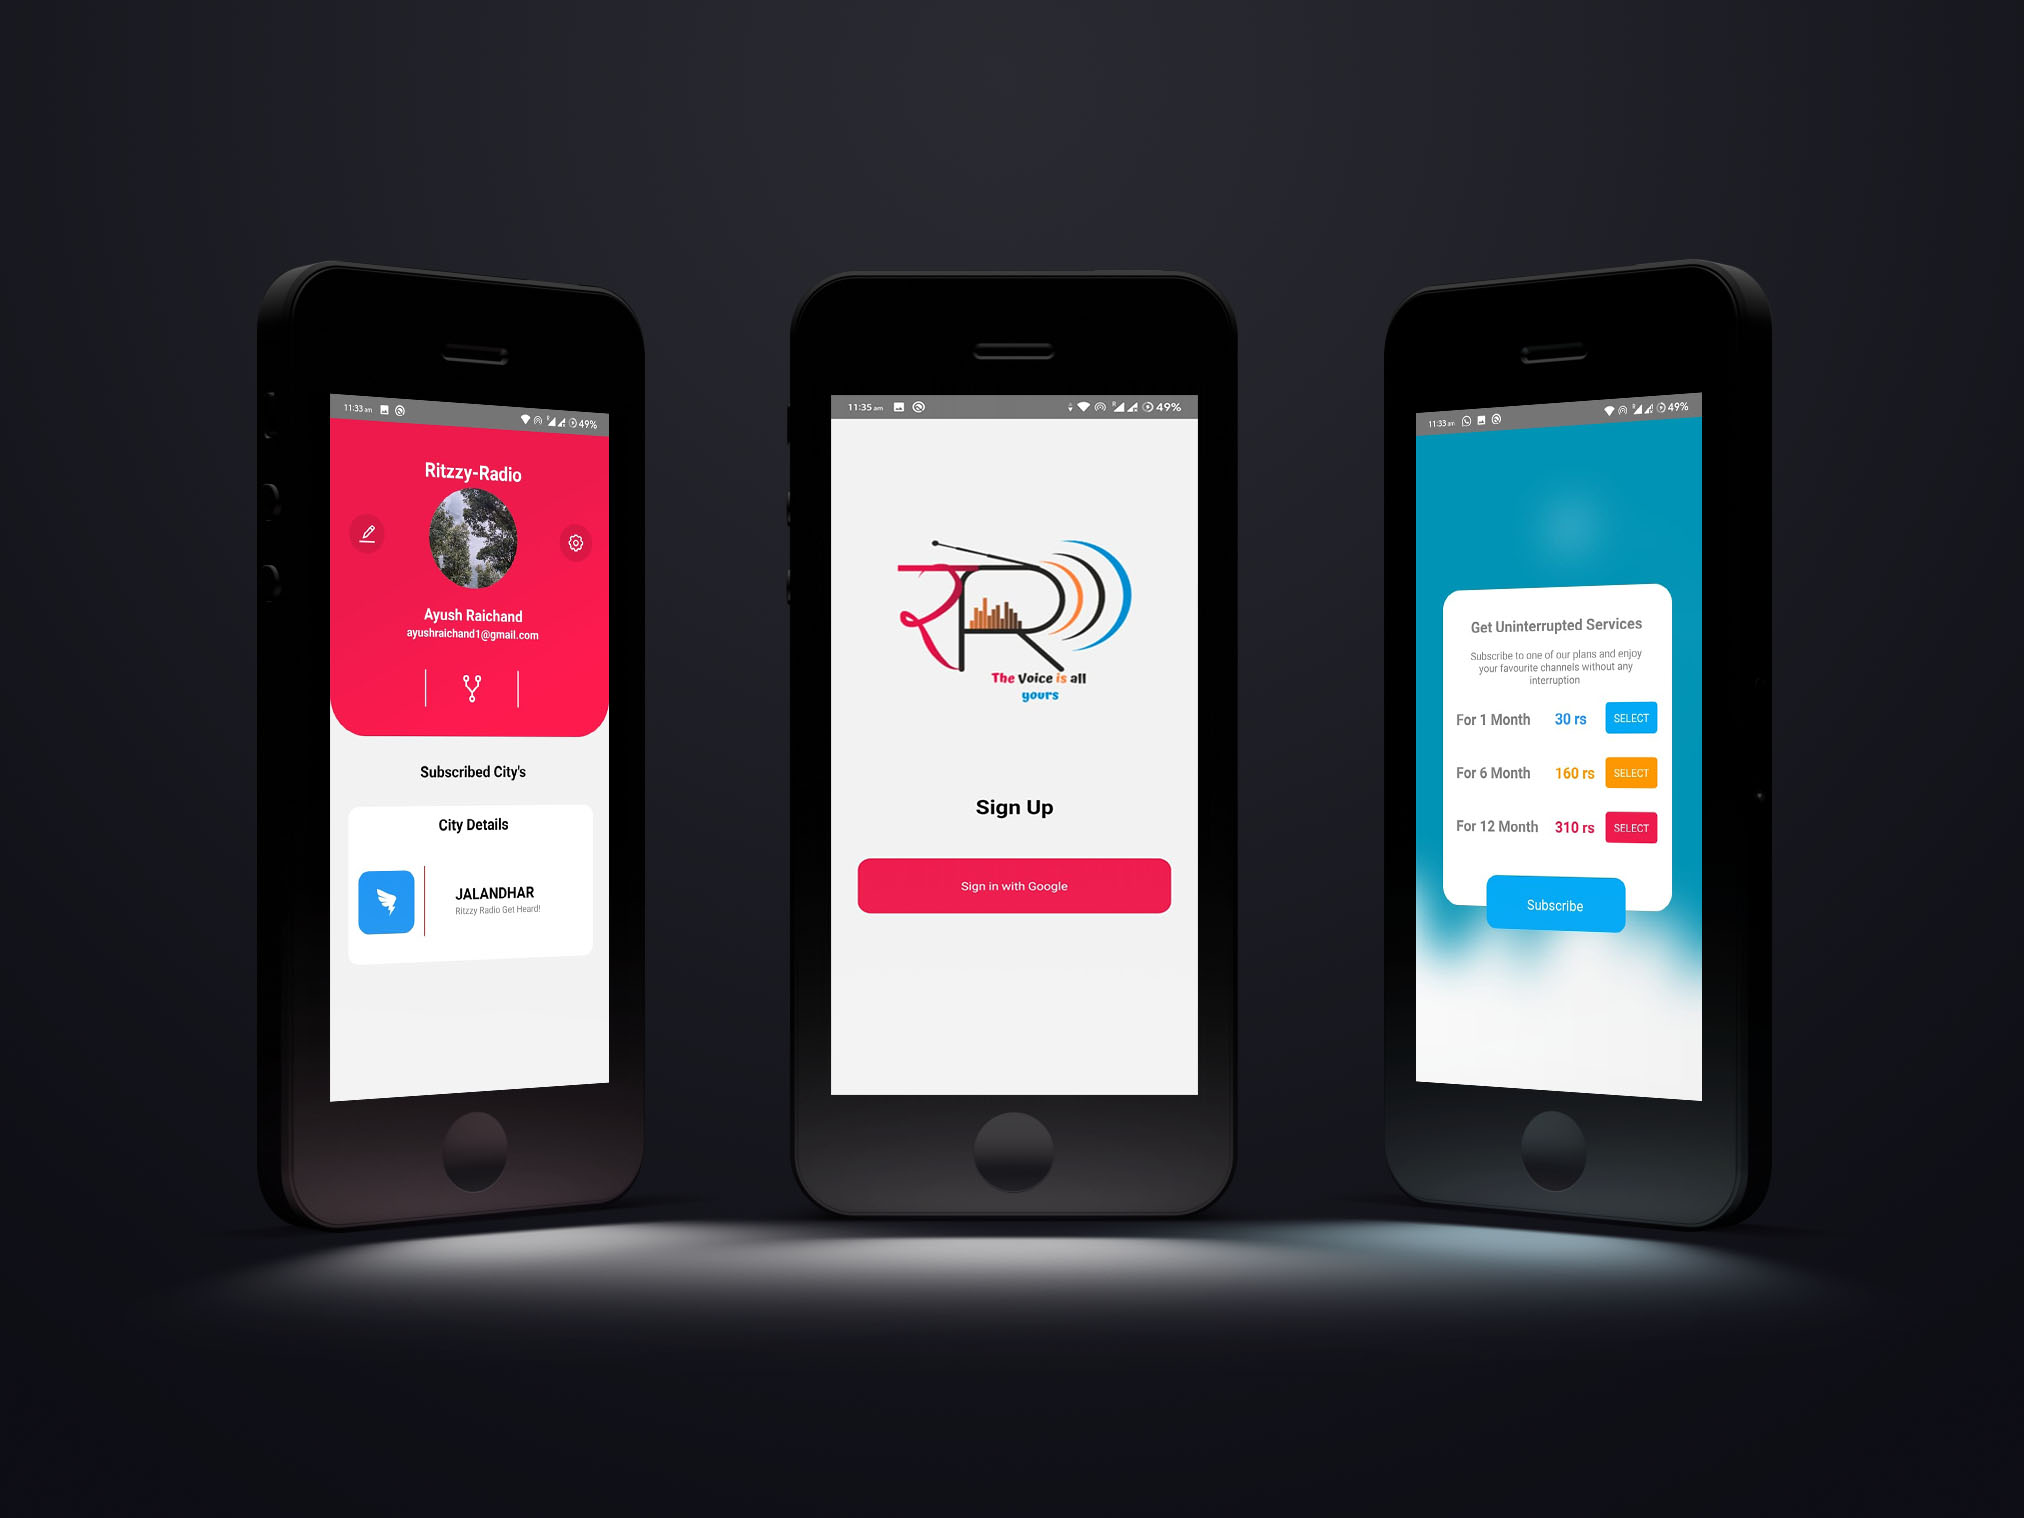 11:33 am
49%
Ritzzy-Radio
Ayush Raichand
ayushraichand1@gmail.com
Subscribed City's
City Details
JALANDHAR
Ritzzy Radio Get Heard!
11:35 am
R
49%
र R
The Voice is all
yours
Sign Up
Sign in with Google
11:33 am
49%
Get Uninterrupted Services
Subscribe to one of our plans and enjoy
your favourite channels without any
interruption
For 1 Month 30 rs SELECT
For 6 Month 160 rs SELECT
For 12 Month 310 rs SELECT
Subscribe